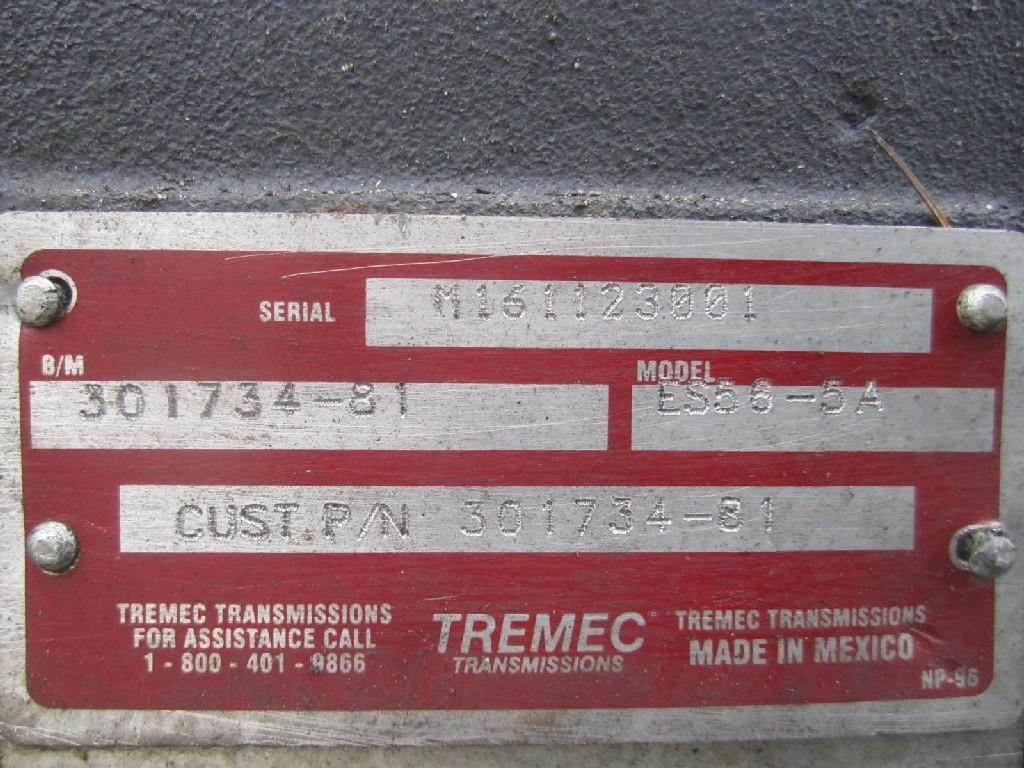 SERIAL M161123001
B/M MODEL
301734-81 ES56-5A
CUST.P/N 301734-81
TREMEC TRANSMISSIONS
FOR ASSISTANCE CALL
1 - 800 - 401 - 9866
TREMEC
TRANSMISSIONS
TREMEC TRANSMISSIONS
MADE IN MEXICO
NP-96